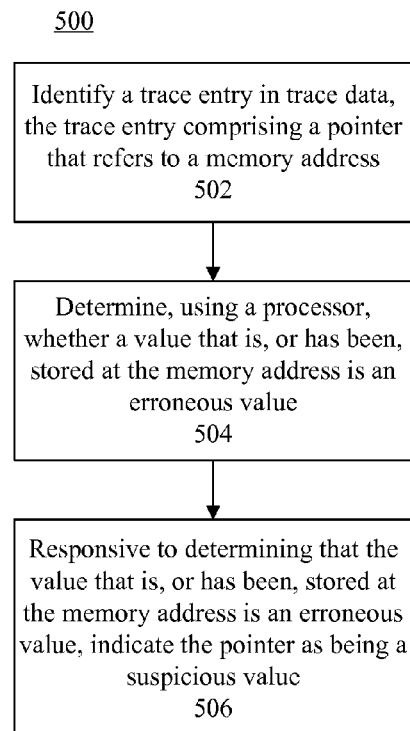 500
Identify a trace entry in trace data,
the trace entry comprising a pointer
that refers to a memory address
502
Determine, using a processor,
whether a value that is, or has been,
stored at the memory address is an
erroneous value
504
Responsive to determining that the
value that is, or has been, stored at
the memory address is an erroneous
value, indicate the pointer as being a
suspicious value
506